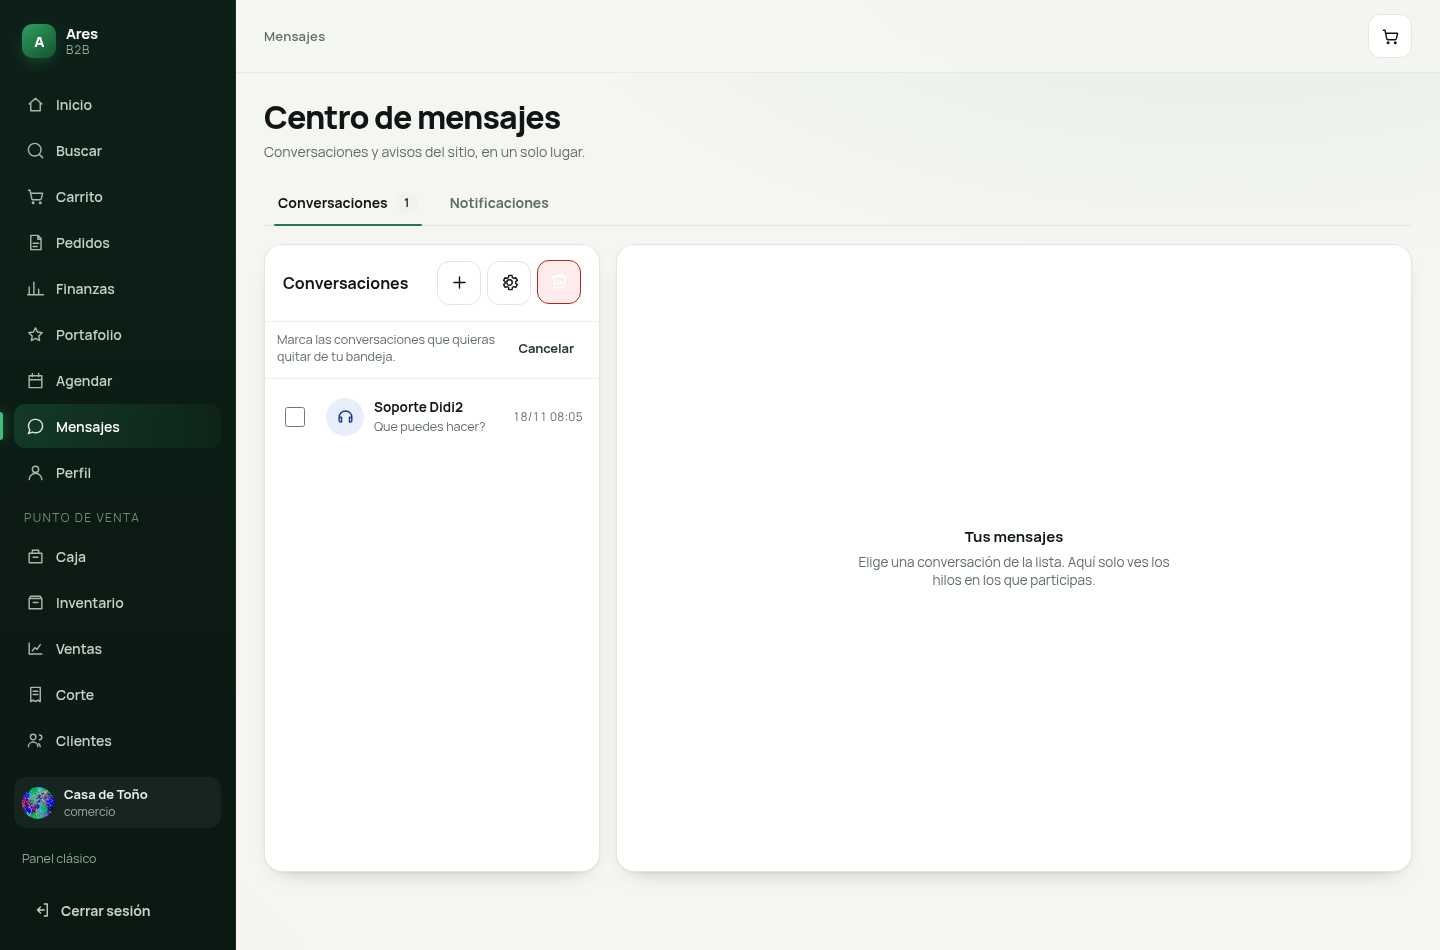 A
Ares
B2B
Inicio
Buscar
Carrito
Pedidos
Finanzas
Portafolio
Agendar
Mensajes
Perfil
PUNTO DE VENTA
Caja
Inventario
Ventas
Corte
Clientes
Casa de Toño
comercio
Panel clásico
Cerrar sesión
Mensajes
Centro de mensajes
Conversaciones y avisos del sitio, en un solo lugar.
Conversaciones 1
Notificaciones
Conversaciones
Marca las conversaciones que quieras
quitar de tu bandeja.
Cancelar
Soporte Didi2
Que puedes hacer?
18/11 08:05
Tus mensajes
Elige una conversación de la lista. Aquí solo ves los
hilos en los que participas.